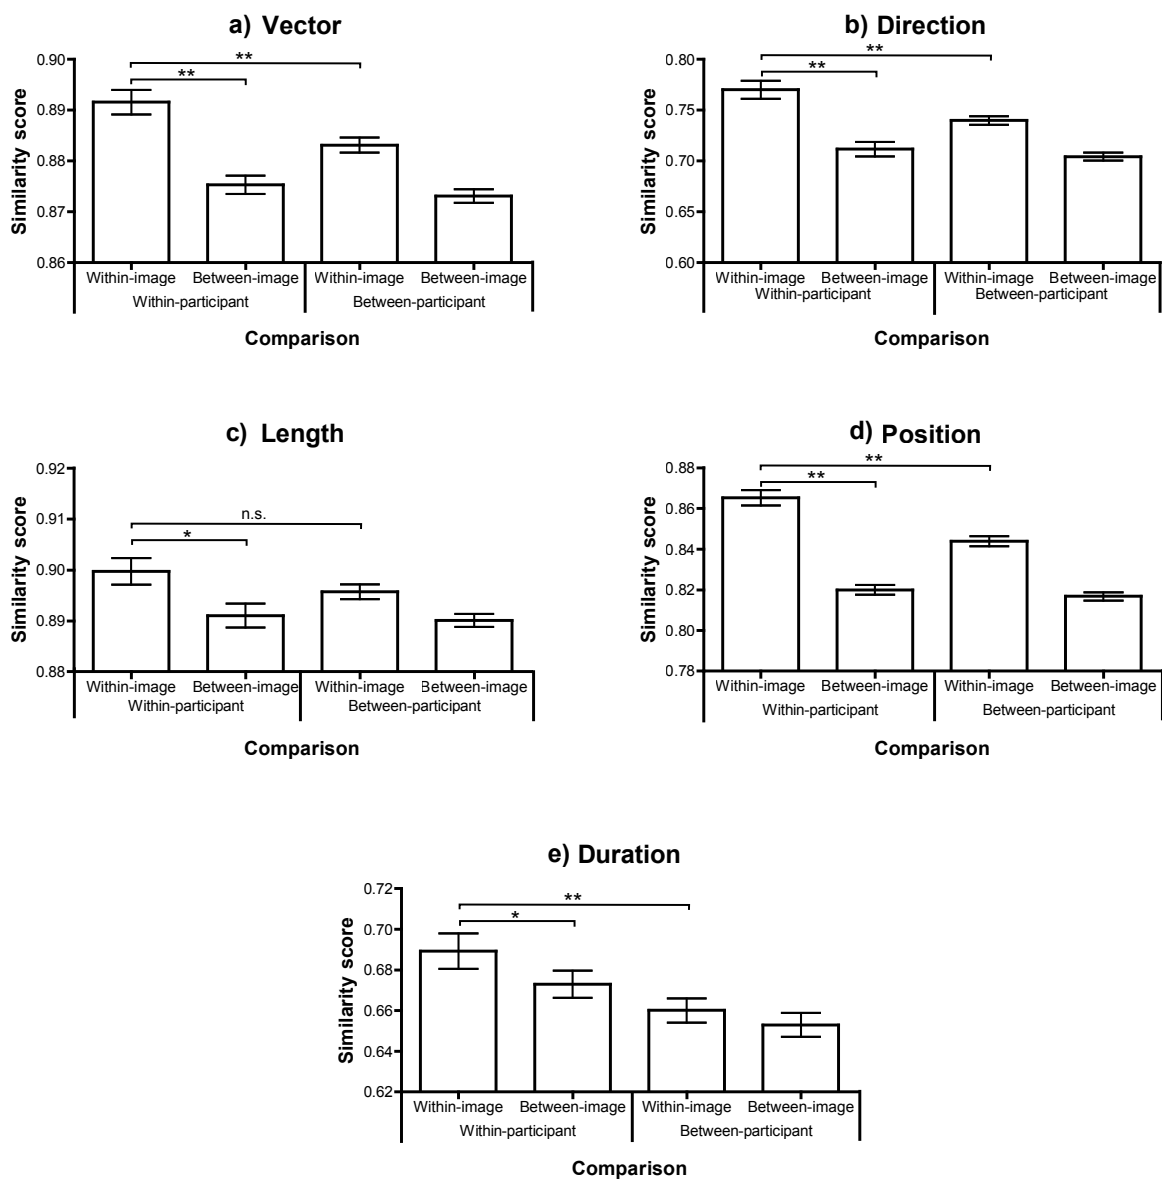 a) Vector
Similarity score
0.90
0.89
0.88
0.87
0.86
**
**
Within-image Between-image Within-image Between-image
Within-participant Between-participant
Comparison
b) Direction
Similarity score
0.80
0.75
0.70
0.65
0.60
**
**
Within-image Between-image Within-image Between-image
Within-participant Between-participant
Comparison
c) Length
Similarity score
0.92
0.91
0.90
0.89
0.88
n.s.
*
Within-image Between-image Within-image Between-image
Within-participant Between-participant
Comparison
d) Position
Similarity score
0.88
0.86
0.84
0.82
0.80
0.78
**
**
Within-image Between-image Within-image Between-image
Within-participant Between-participant
Comparison
e) Duration
Similarity score
0.72
0.70
0.68
0.66
0.64
0.62
**
*
Within-image Between-image Within-image Between-image
Within-participant Between-participant
Comparison